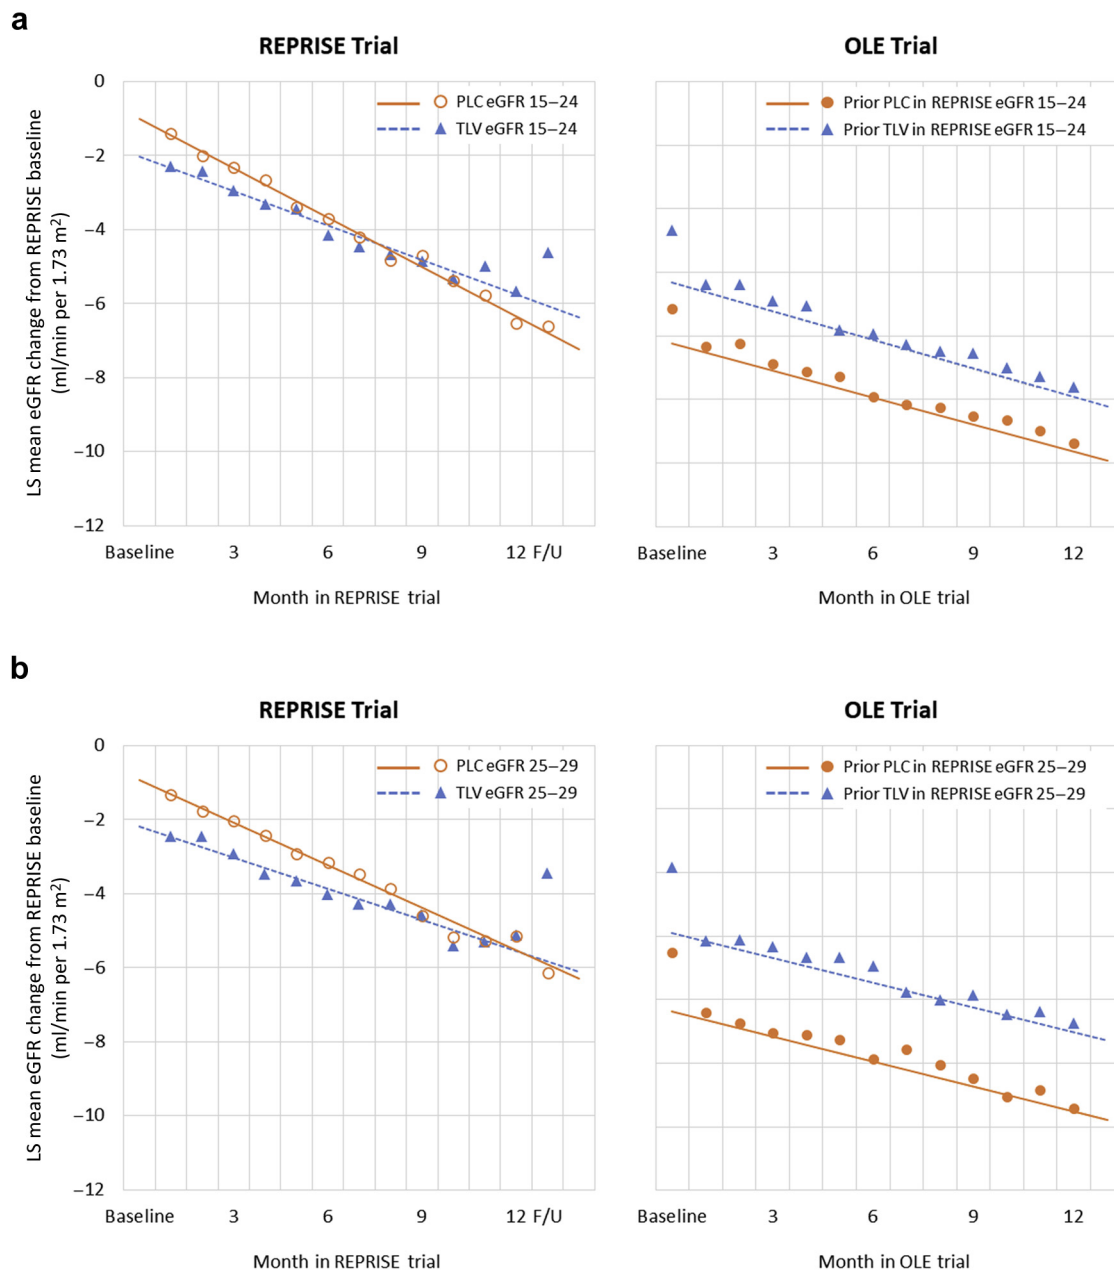 a
REPRISE Trial
OLE Trial
LS mean eGFR change from REPRISE baseline
(ml/min per 1.73 m²)
0
−2
−4
−6
−8
−10
−12
PLC eGFR 15–24
TLV eGFR 15–24
Prior PLC in REPRISE eGFR 15–24
Prior TLV in REPRISE eGFR 15–24
Baseline 3 6 9 12 F/U
Baseline 3 6 9 12
Month in REPRISE trial
Month in OLE trial
b
REPRISE Trial
OLE Trial
LS mean eGFR change from REPRISE baseline
(ml/min per 1.73 m²)
0
−2
−4
−6
−8
−10
−12
PLC eGFR 25–29
TLV eGFR 25–29
Prior PLC in REPRISE eGFR 25–29
Prior TLV in REPRISE eGFR 25–29
Baseline 3 6 9 12 F/U
Baseline 3 6 9 12
Month in REPRISE trial
Month in OLE trial